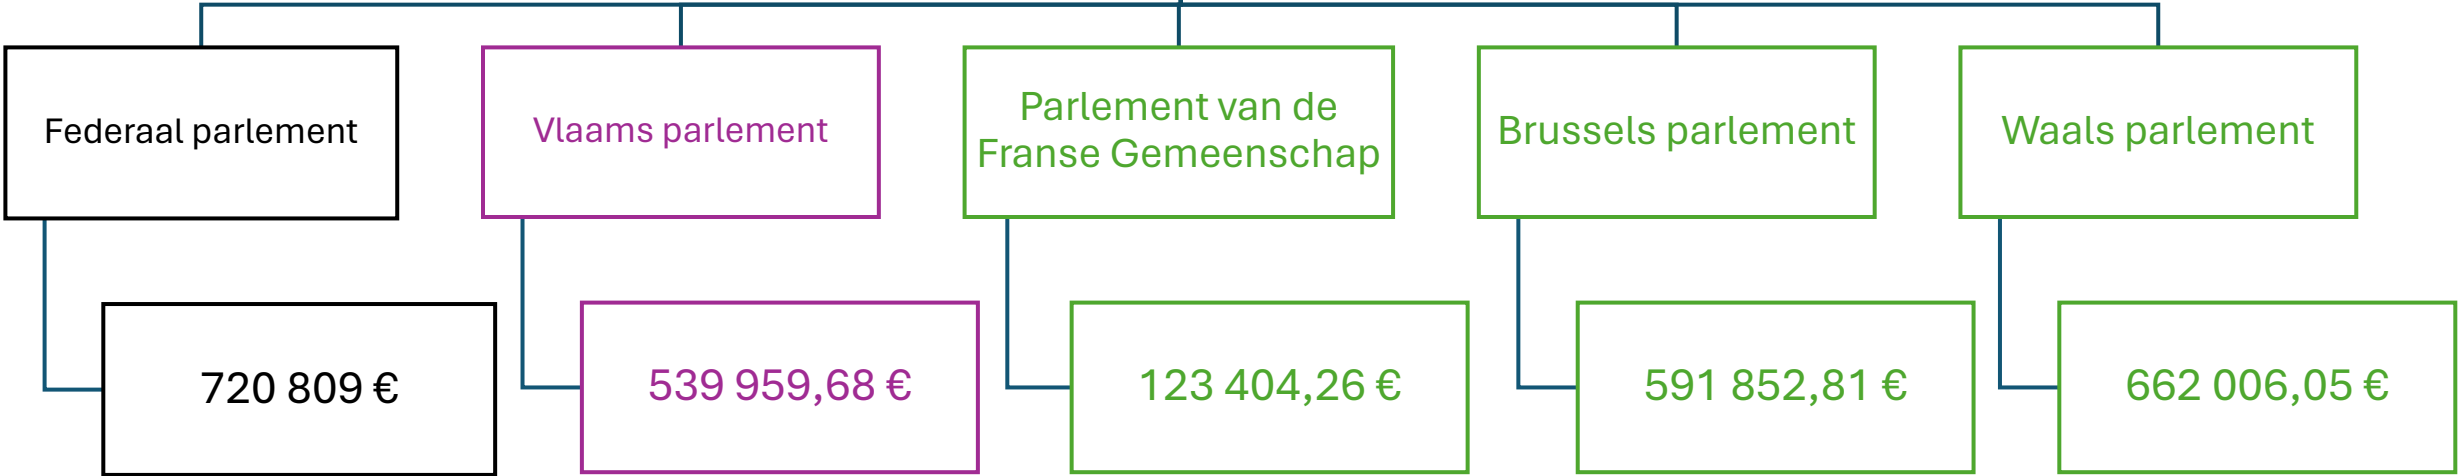 Federaal parlement
Vlaams parlement
Parlement van de
Franse Gemeenschap
Brussels parlement
Waals parlement
720 809 €
539 959,68 €
123 404,26 €
591 852,81 €
662 006,05 €